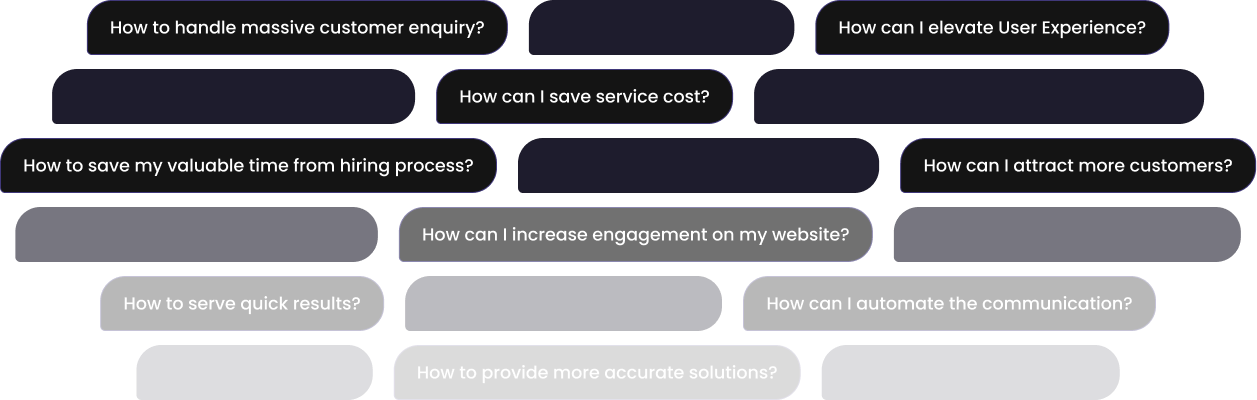 How to handle massive customer enquiry?
How can I elevate User Experience?
How can I save service cost?
How to save my valuable time from hiring process?
How can I attract more customers?
How can I increase engagement on my website?
How to serve quick results?
How can I automate the communication?
How to provide more accurate solutions?